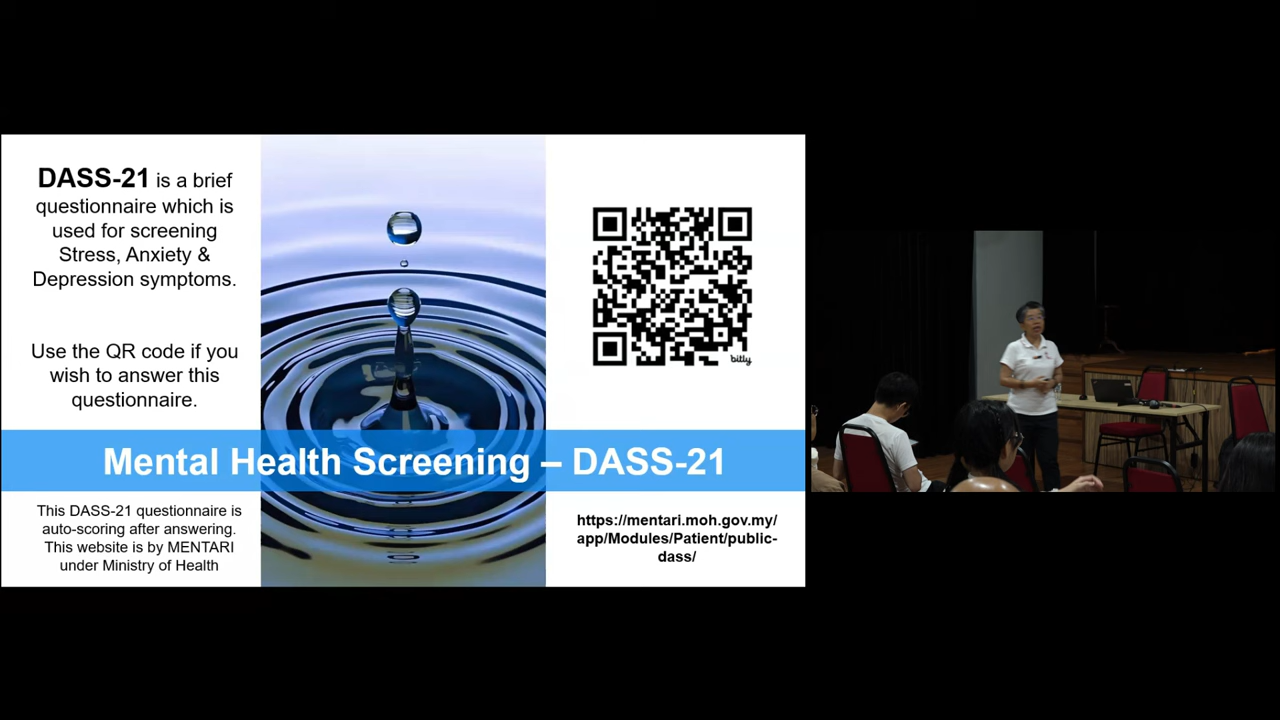 DASS-21 is a brief
questionnaire which is
used for screening
Stress, Anxiety &
Depression symptoms.
Use the QR code if you
wish to answer this
questionnaire.
bitly
Mental Health Screening – DASS-21
This DASS-21 questionnaire is
auto-scoring after answering.
This website is by MENTARI
under Ministry of Health
https://mentari.moh.gov.my/
app/Modules/Patient/public-
dass/